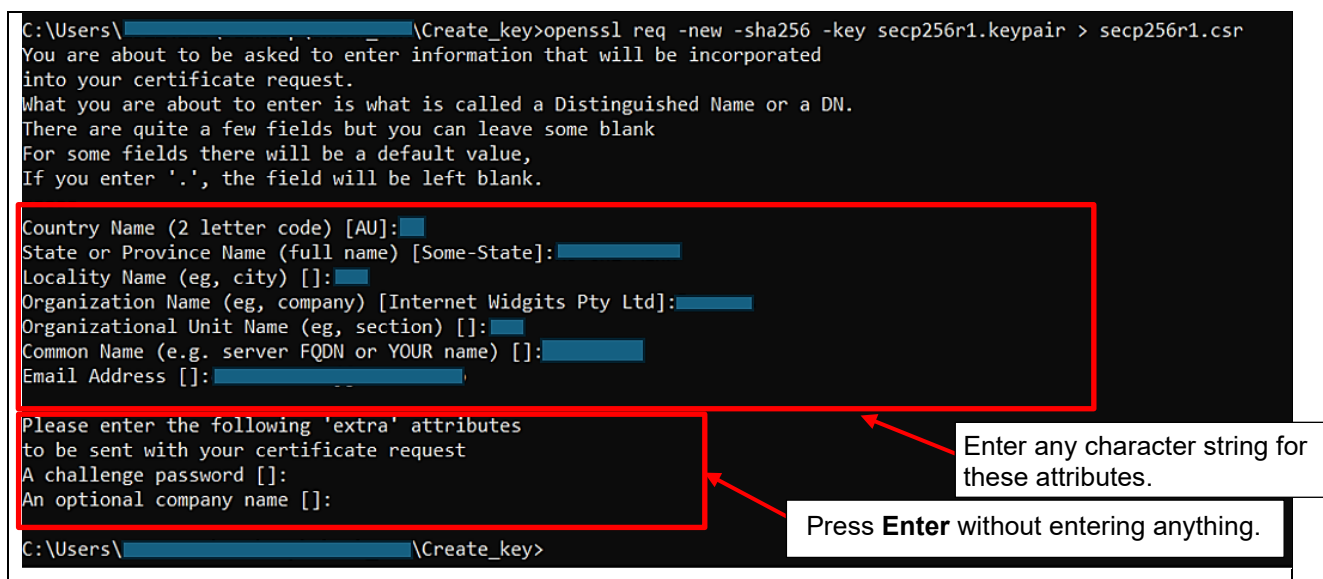 C:\Users\ \Create_key>openssl req -new -sha256 -key secp256r1.keypair > secp256r1.csr
You are about to be asked to enter information that will be incorporated
into your certificate request.
What you are about to enter is what is called a Distinguished Name or a DN.
There are quite a few fields but you can leave some blank
For some fields there will be a default value,
If you enter '.', the field will be left blank.
Country Name (2 letter code) [AU]:
State or Province Name (full name) [Some-State]:
Locality Name (eg, city) []:
Organization Name (eg, company) [Internet Widgits Pty Ltd]:
Organizational Unit Name (eg, section) []:
Common Name (e.g. server FQDN or YOUR name) []:
Email Address []:
Please enter the following 'extra' attributes
to be sent with your certificate request
A challenge password []:
An optional company name []:
Enter any character string for
these attributes.
Press Enter without entering anything.
C:\Users\ \Create_key>